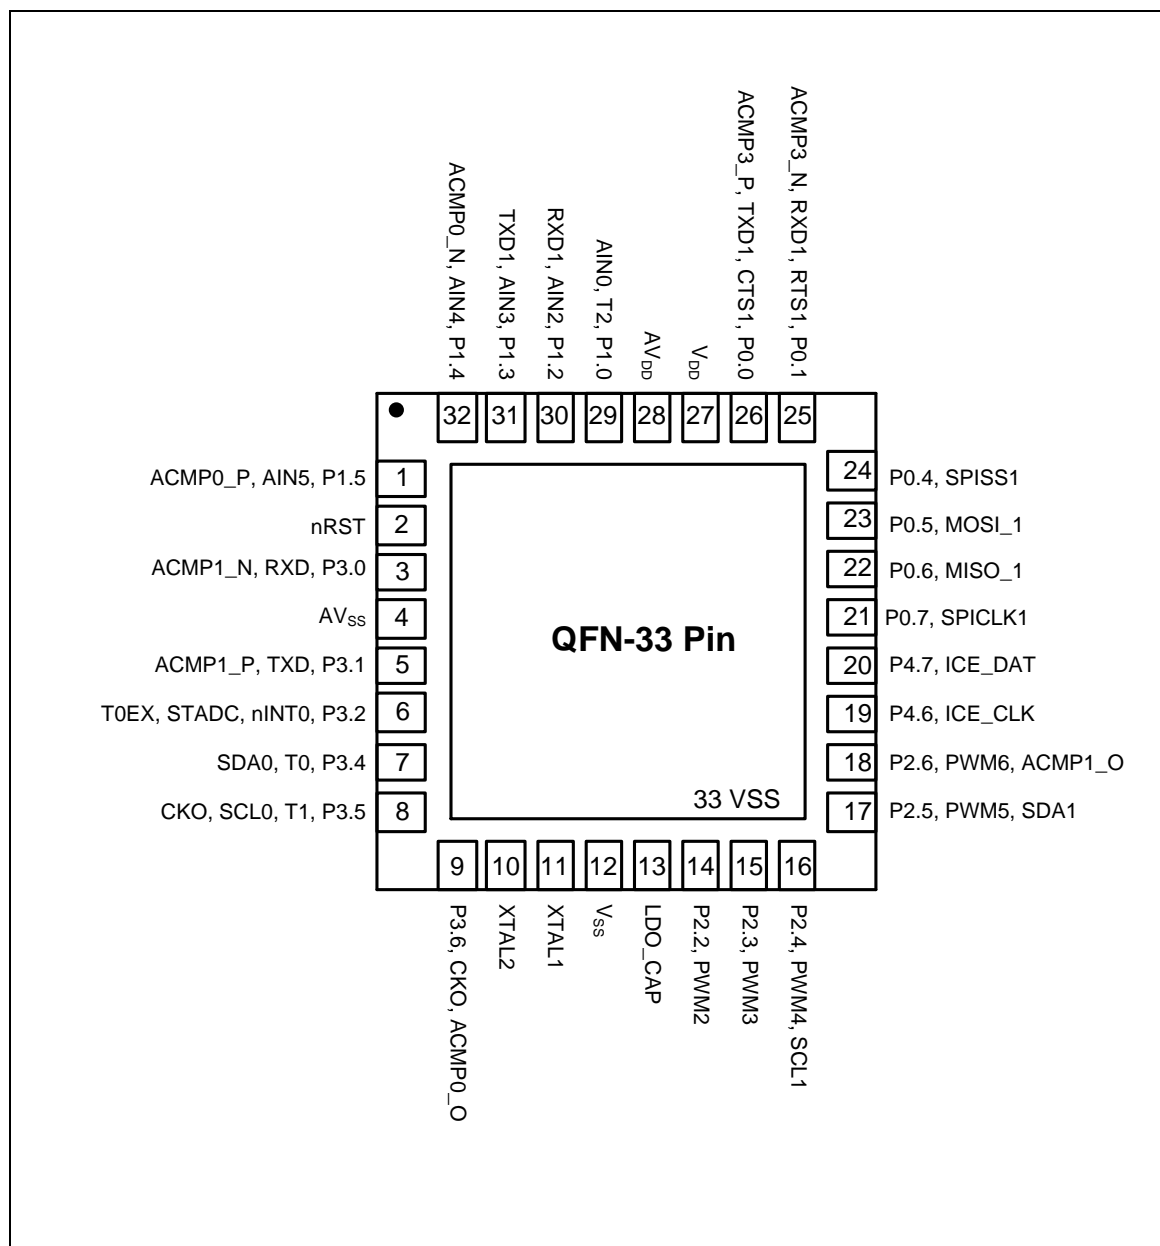 ACMP0_N, AIN4, P1.4
TXD1, AIN3, P1.3
RXD1, AIN2, P1.2
AIN0, T2, P1.0
AVDD
VDD
ACMP3_P, TXD1, CTS1, P0.0
ACMP3_N, RXD1, RTS1, P0.1
32
31
30
29
28
27
26
25
ACMP0_P, AIN5, P1.5
1
nRST
2
ACMP1_N, RXD, P3.0
3
AVSS
4
ACMP1_P, TXD, P3.1
5
T0EX, STADC, nINT0, P3.2
6
SDA0, T0, P3.4
7
CKO, SCL0, T1, P3.5
8
QFN-33 Pin
33 VSS
24
P0.4, SPISS1
23
P0.5, MOSI_1
22
P0.6, MISO_1
21
P0.7, SPICLK1
20
P4.7, ICE_DAT
19
P4.6, ICE_CLK
18
P2.6, PWM6, ACMP1_O
17
P2.5, PWM5, SDA1
9
10
11
12
13
14
15
16
P3.6, CKO, ACMP0_O
XTAL2
XTAL1
VSS
LDO_CAP
P2.2, PWM2
P2.3, PWM3
P2.4, PWM4, SCL1